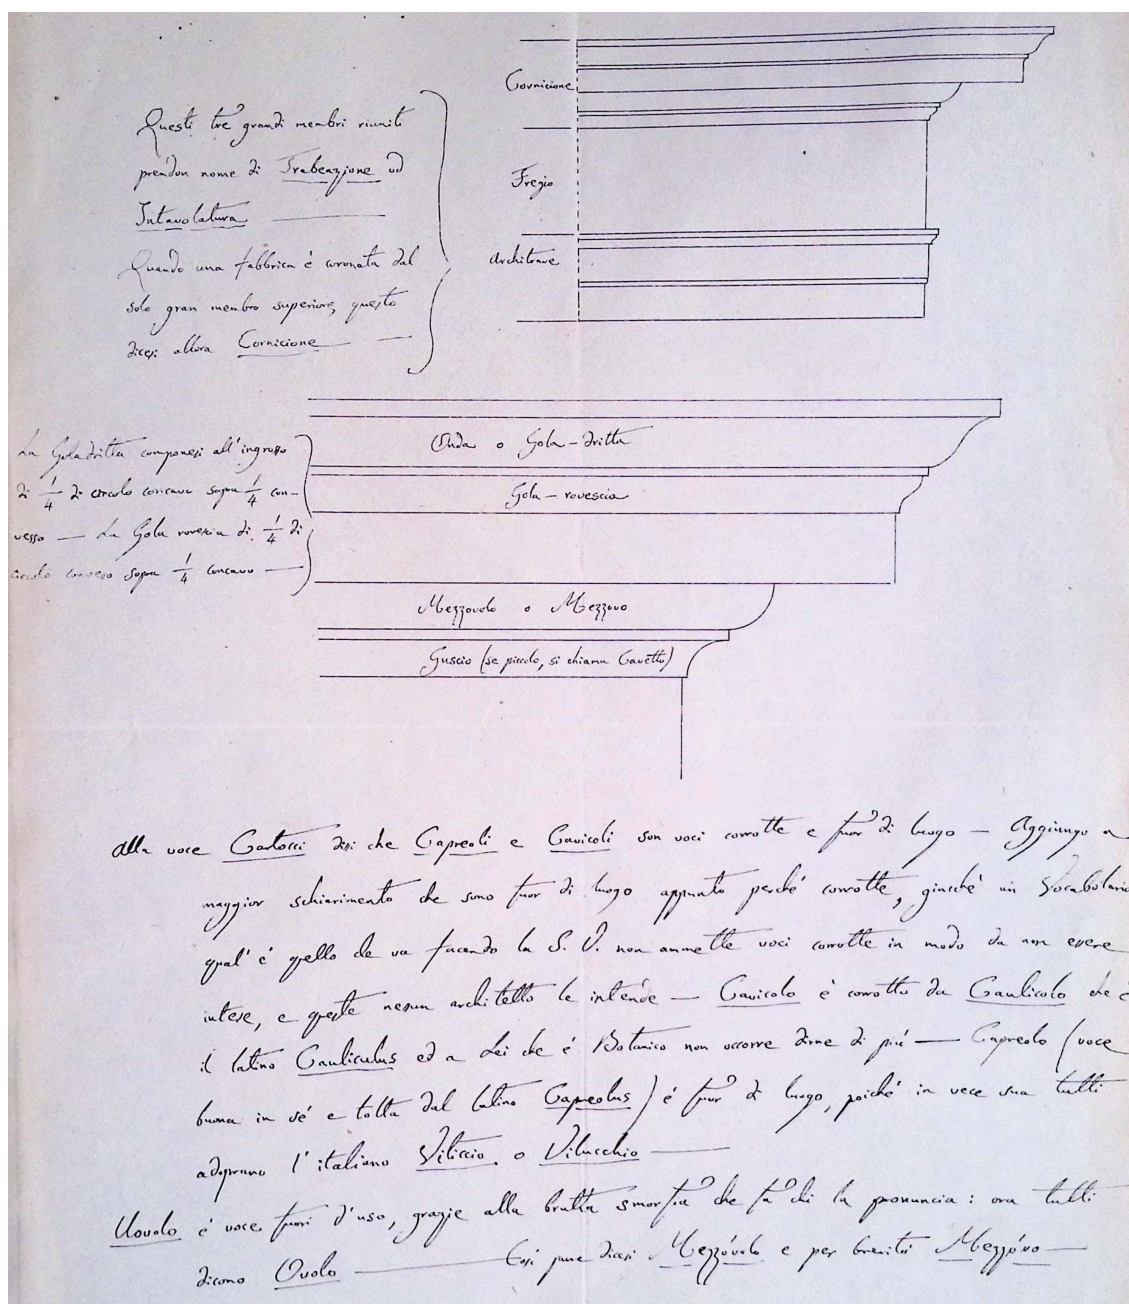 Cornicione
Questi tre grandi membri riuniti
prendon nome di Trabeazione od
Intavolatura
Fregio
Quando una fabbrica è coronata dal
solo gran membro superiore, questo
dicesi allora Cornicione
Architrave
La Gola dritta componesi all'ingrosso
di 1/4 di circolo concavo sopra 1/4 con-
vesso — La Gola rovescia di 1/4 di
circolo convesso sopra 1/4 concavo —
Onda o Gola-dritta
Gola-rovescia
Mezzovolo o Mezzovo
Guscio (se piccolo, si chiama Cavetto)
Alla voce Cartocci dissi che Capreoli e Cavicoli son voci corrotte e fuor di luogo — Aggiungo a
maggior schiarimento che sono fuor di luogo appunto perché corrotte, giacché un Vocabolario
qual'è quello che va facendo la S. V. non ammette voci corrotte in modo da non essere
intese, e queste nessun architetto le intende — Cavicolo è corrotto da Caulicolo che è
il latino Cauliculus ed a Lei che è Botanico non occorre dirne di più — Capreolo (voce
buona in sé e tolta dal latino Capreolus) è fuor di luogo, poiché in vece sua tutti
adoprano l'italiano Viticcio o Vilucchio —
Uovolo è voce fuori d'uso, grazie alla brutta smorfia che fa chi la pronuncia: ora tutti
dicono Ovolo — Così pure dicesi Mezzóvolo e per brevità Mezzóvo —